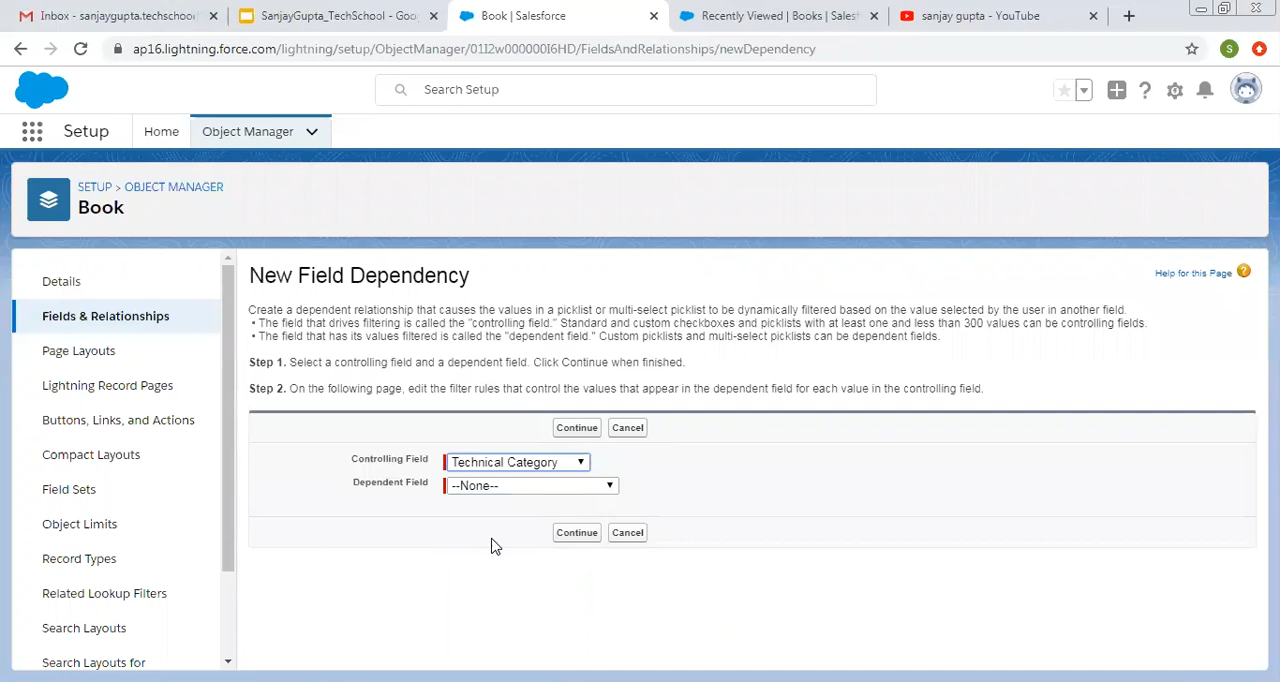 Inbox - sanjaygupta.techschool
SanjayGupta_TechSchool - Goo
Book | Salesforce
Recently Viewed | Books | Salesf
sanjay gupta - YouTube
ap16.lightning.force.com/lightning/setup/ObjectManager/01I2w000000I6HD/FieldsAndRelationships/newDependency
S
Search Setup
Setup
Home
Object Manager
SETUP > OBJECT MANAGER
Book
Details
Fields & Relationships
Page Layouts
Lightning Record Pages
Buttons, Links, and Actions
Compact Layouts
Field Sets
Object Limits
Record Types
Related Lookup Filters
Search Layouts
Search Layouts for
New Field Dependency
Help for this Page
Create a dependent relationship that causes the values in a picklist or multi-select picklist to be dynamically filtered based on the value selected by the user in another field.
• The field that drives filtering is called the "controlling field." Standard and custom checkboxes and picklists with at least one and less than 300 values can be controlling fields.
• The field that has its values filtered is called the "dependent field." Custom picklists and multi-select picklists can be dependent fields.
Step 1. Select a controlling field and a dependent field. Click Continue when finished.
Step 2. On the following page, edit the filter rules that control the values that appear in the dependent field for each value in the controlling field.
Continue Cancel
Controlling Field Technical Category
Dependent Field --None--
Continue Cancel